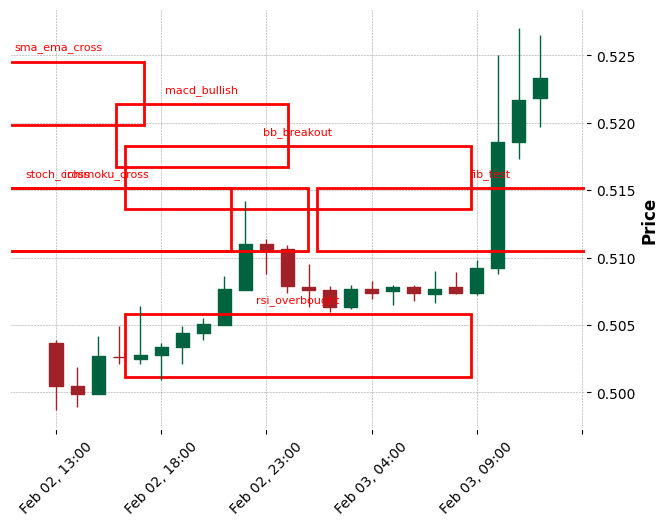 sma_ema_cross
macd_bullish
bb_breakout
stoch_cross
ichimoku_cross
fib_test
rsi_overbought
0.525
0.520
0.515
0.510
0.505
0.500
Price
Feb 02, 13:00
Feb 02, 18:00
Feb 02, 23:00
Feb 03, 04:00
Feb 03, 09:00